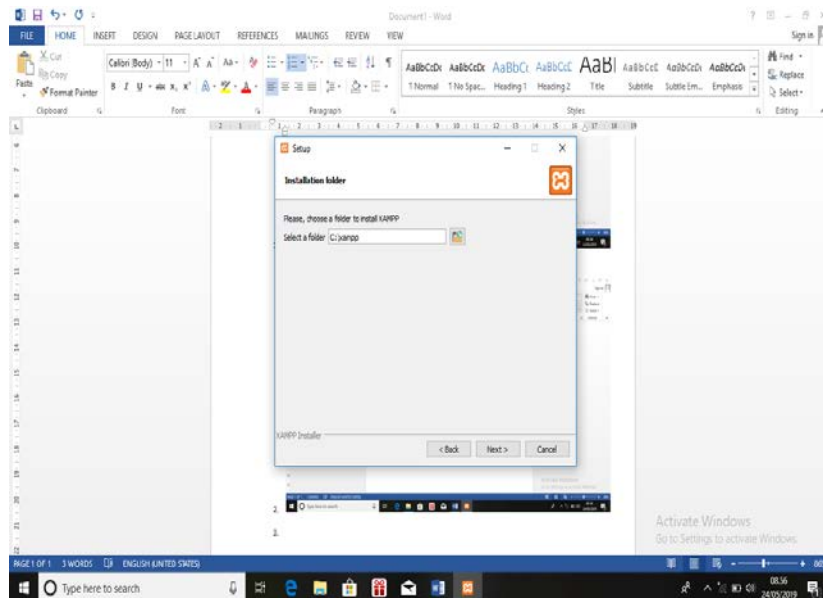 Document1 - Word
FILE HOME INSERT DESIGN PAGE LAYOUT REFERENCES MAILINGS REVIEW VIEW Sign in
Cut
Copy
Paste Format Painter
Calibri (Body) 11
Clipboard Font Paragraph Styles Editing
AaBbCcDc AaBbCcDc AaBbCc AaBbCcC AaBl AaBbCcC AaBbCcDc AaBbCcDc
¶ Normal ¶ No Spac... Heading 1 Heading 2 Title Subtitle Subtle Em... Emphasis
Find
Replace
Select
Setup
Installation folder
Please, choose a folder to install XAMPP
Select a folder C:\xampp
XAMPP Installer
< Back Next > Cancel
2.
3.
Activate Windows
Go to Settings to activate Windows.
PAGE 1 OF 1 3 WORDS ENGLISH (UNITED STATES)
Type here to search
08.56
24/05/2019